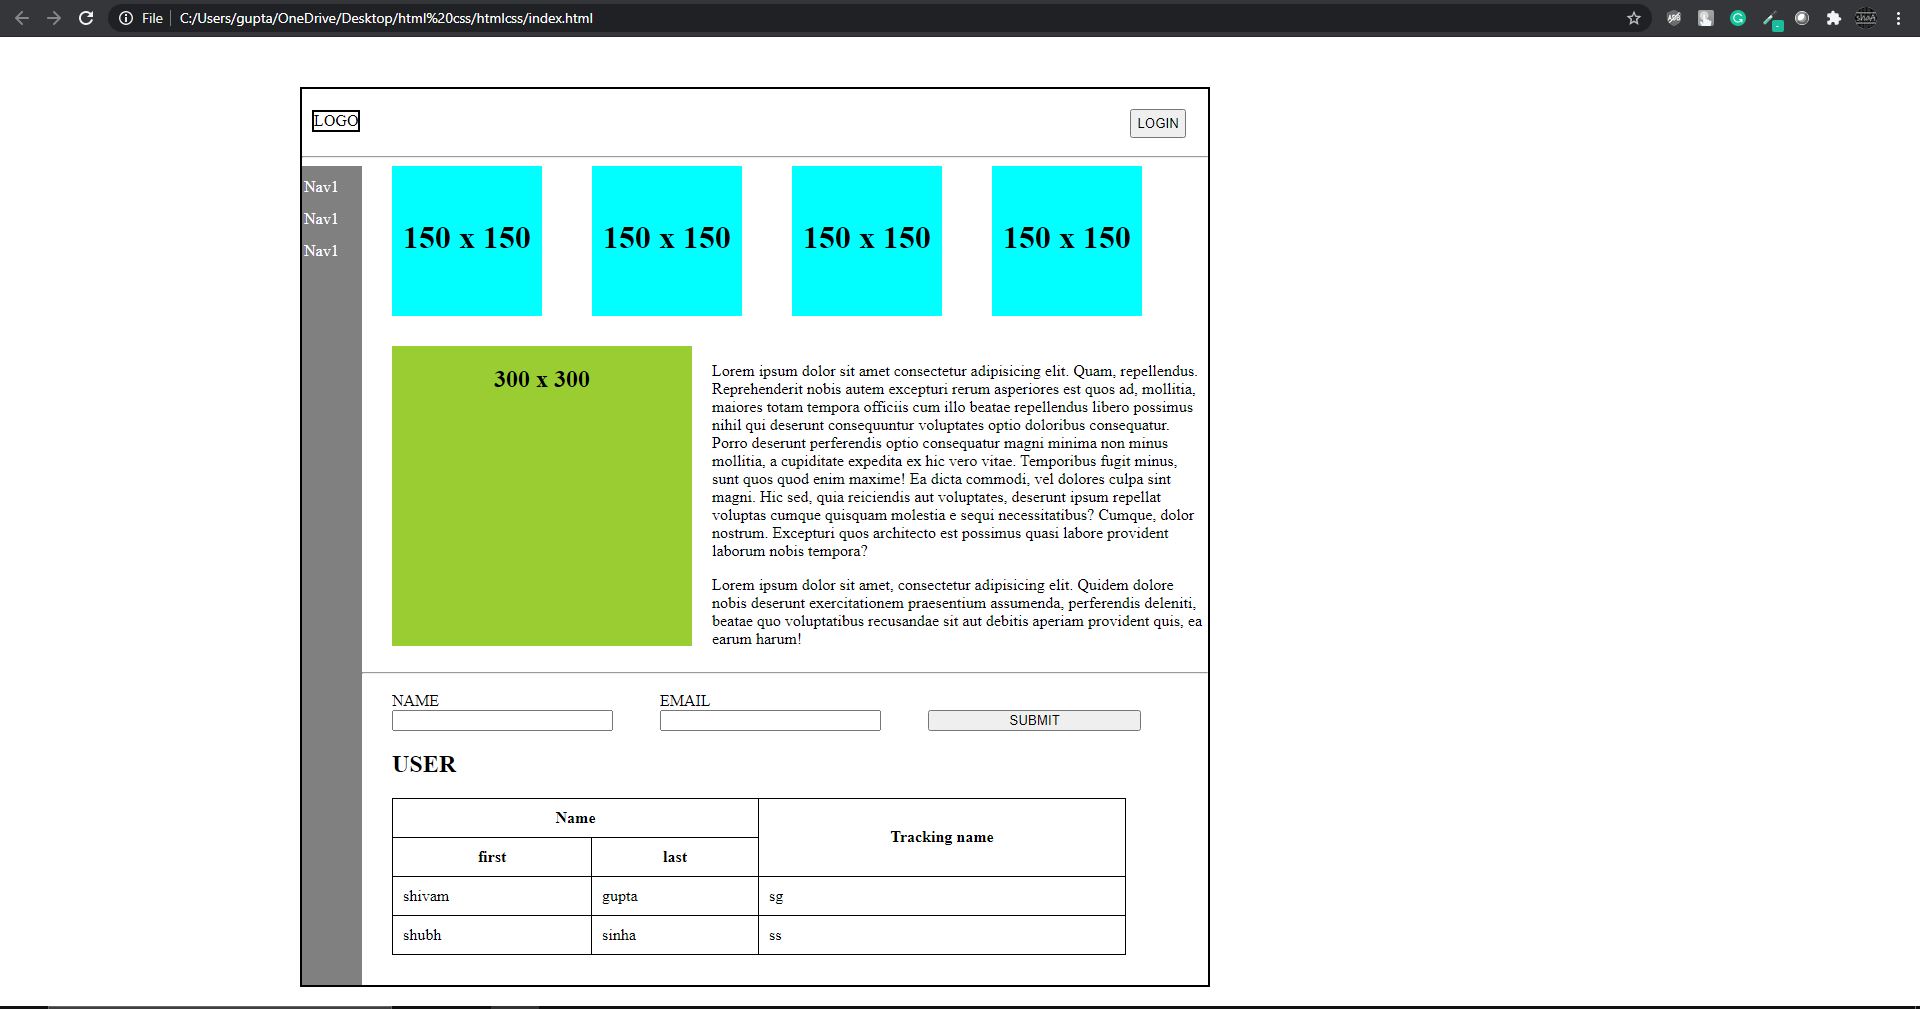 File
C:/Users/gupta/OneDrive/Desktop/html%20css/htmlcss/index.html
LOGO
LOGIN
Nav1
Nav1
Nav1
150 x 150
150 x 150
150 x 150
150 x 150
300 x 300
Lorem ipsum dolor sit amet consectetur adipisicing elit. Quam, repellendus.
Reprehenderit nobis autem excepturi rerum asperiores est quos ad, mollitia,
maiores totam tempora officiis cum illo beatae repellendus libero possimus
nihil qui deserunt consequuntur voluptates optio doloribus consequatur.
Porro deserunt perferendis optio consequatur magni minima non minus
mollitia, a cupiditate expedita ex hic vero vitae. Temporibus fugit minus,
sunt quos quod enim maxime! Ea dicta commodi, vel dolores culpa sint
magni. Hic sed, quia reiciendis aut voluptates, deserunt ipsum repellat
voluptas cumque quisquam molestia e sequi necessitatibus? Cumque, dolor
nostrum. Excepturi quos architecto est possimus quasi labore provident
laborum nobis tempora?
Lorem ipsum dolor sit amet, consectetur adipisicing elit. Quidem dolore
nobis deserunt exercitationem praesentium assumenda, perferendis deleniti,
beatae quo voluptatibus recusandae sit aut debitis aperiam provident quis, ea
earum harum!
NAME
EMAIL
SUBMIT
USER
Name
Tracking name
first
last
shivam
gupta
sg
shubh
sinha
ss